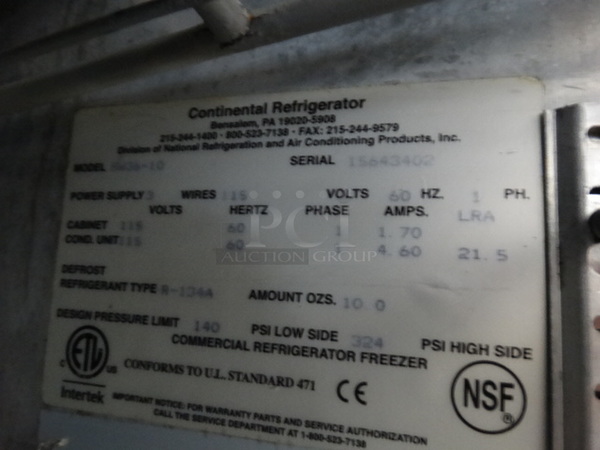 Continental Refrigerator
Bensalem, PA 19020-5908
215-244-1400 · 800-523-7138 · FAX: 215-244-9579
Division of National Refrigeration and Air Conditioning Products, Inc.
MODEL SW36-10 SERIAL 15643402
POWER SUPPLY 3 WIRES 115 VOLTS 60 HZ. 1 PH.
VOLTS HERTZ PHASE AMPS. LRA
CABINET 115 60 1 1.70
COND. UNIT 115 60 1 4.60 21.5
DEFROST
REFRIGERANT TYPE R-134A AMOUNT OZS. 10.0
DESIGN PRESSURE LIMIT 140 PSI LOW SIDE 324 PSI HIGH SIDE
COMMERCIAL REFRIGERATOR FREEZER
C ETL US
Intertek
CONFORMS TO U.L. STANDARD 471 CE
NSF ®
IMPORTANT NOTICE: FOR WARRANTY PARTS AND SERVICE AUTHORIZATION
CALL THE SERVICE DEPARTMENT AT 1-800-523-7138
PCI
AUCTION GROUP